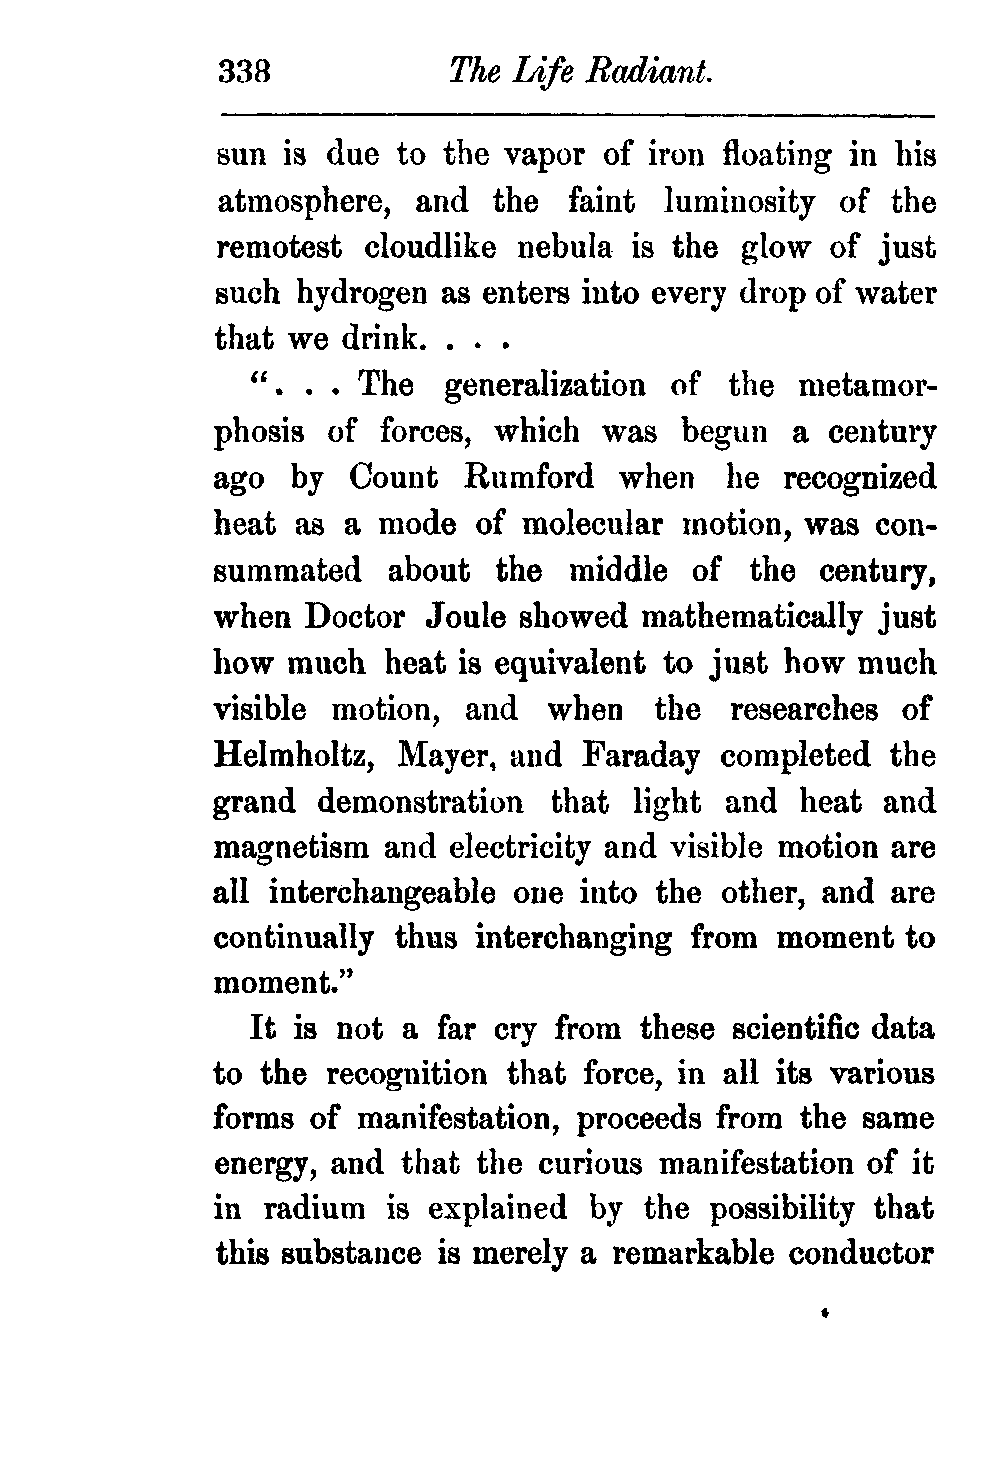 338 The Life Radiant.
sun is due to the vapor of iron floating in his
atmosphere, and the faint luminosity of the
remotest cloudlike nebula is the glow of just
such hydrogen as enters into every drop of water
that we drink. . . .
“. . . The generalization of the metamor-
phosis of forces, which was begun a century
ago by Count Rumford when he recognized
heat as a mode of molecular motion, was con-
summated about the middle of the century,
when Doctor Joule showed mathematically just
how much heat is equivalent to just how much
visible motion, and when the researches of
Helmholtz, Mayer, and Faraday completed the
grand demonstration that light and heat and
magnetism and electricity and visible motion are
all interchangeable one into the other, and are
continually thus interchanging from moment to
moment.”
It is not a far cry from these scientific data
to the recognition that force, in all its various
forms of manifestation, proceeds from the same
energy, and that the curious manifestation of it
in radium is explained by the possibility that
this substance is merely a remarkable conductor